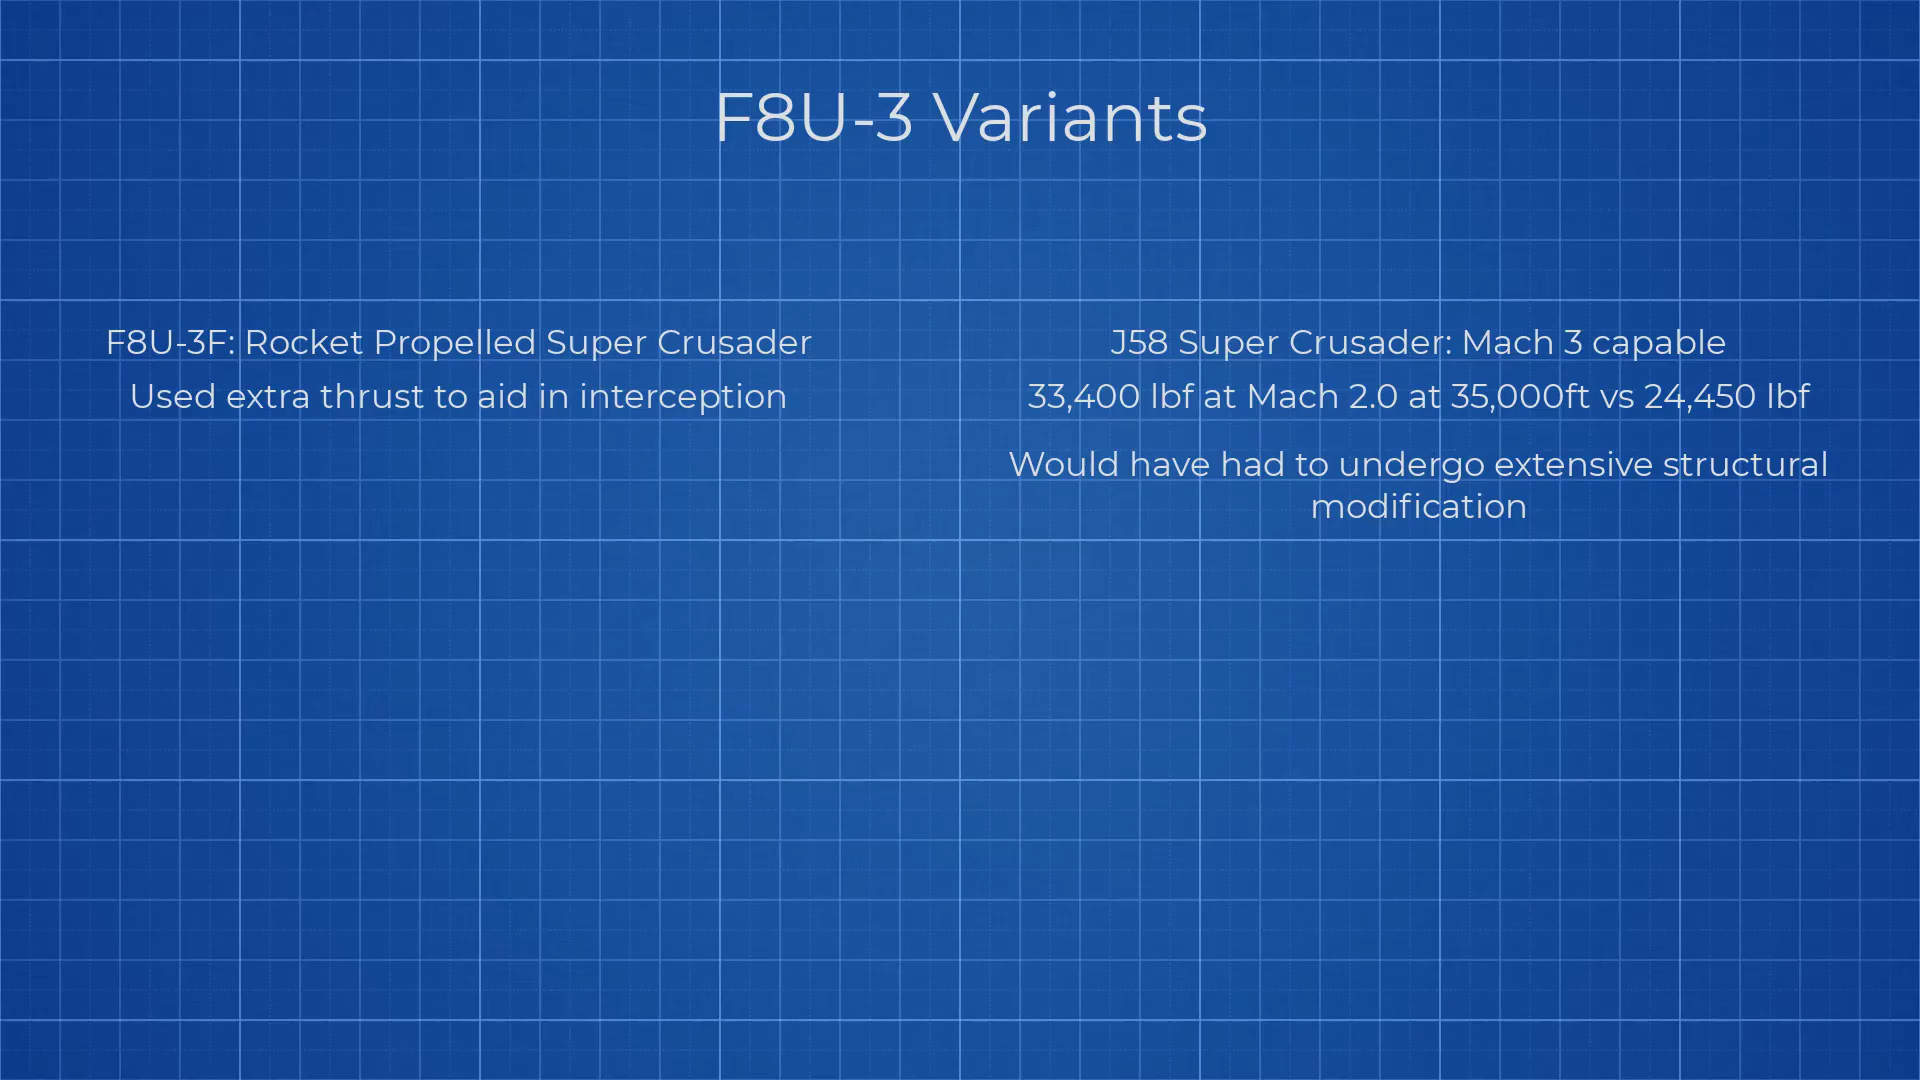 F8U-3 Variants
F8U-3F: Rocket Propelled Super Crusader
Used extra thrust to aid in interception
J58 Super Crusader: Mach 3 capable
33,400 lbf at Mach 2.0 at 35,000ft vs 24,450 lbf
Would have had to undergo extensive structural
modification